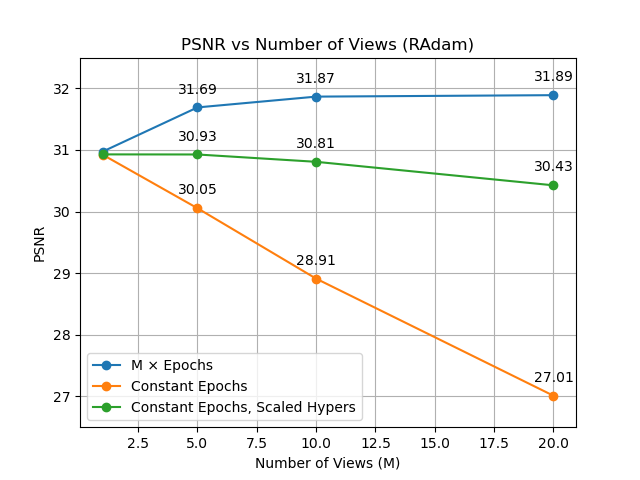 PSNR vs Number of Views (RAdam)
32
31
30
29
28
27
PSNR
31.69
31.87
31.89
30.93
30.81
30.43
30.05
28.91
27.01
M × Epochs
Constant Epochs
Constant Epochs, Scaled Hypers
2.5 5.0 7.5 10.0 12.5 15.0 17.5 20.0
Number of Views (M)